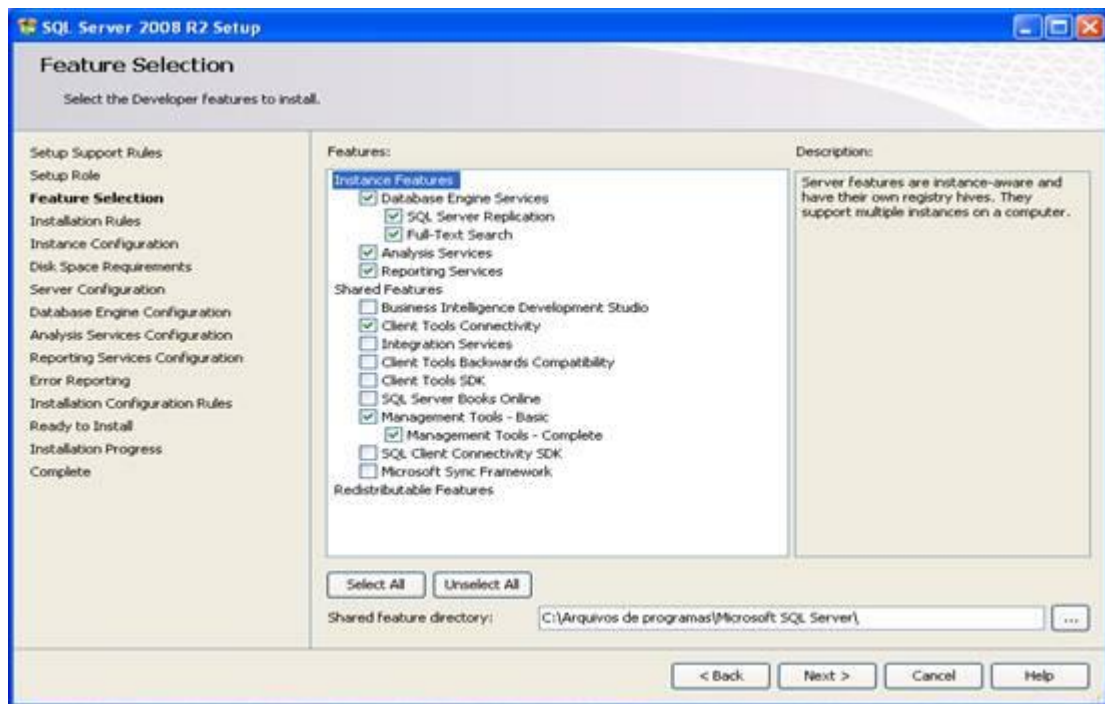 SQL Server 2008 R2 Setup
Feature Selection
Select the Developer features to install.
Setup Support Rules
Setup Role
Feature Selection
Installation Rules
Instance Configuration
Disk Space Requirements
Server Configuration
Database Engine Configuration
Analysis Services Configuration
Reporting Services Configuration
Error Reporting
Installation Configuration Rules
Ready to Install
Installation Progress
Complete
Features:
Instance Features
Database Engine Services
SQL Server Replication
Full-Text Search
Analysis Services
Reporting Services
Shared Features
Business Intelligence Development Studio
Client Tools Connectivity
Integration Services
Client Tools Backwards Compatibility
Client Tools SDK
SQL Server Books Online
Management Tools - Basic
Management Tools - Complete
SQL Client Connectivity SDK
Microsoft Sync Framework
Redistributable Features
Description:
Server features are instance-aware and
have their own registry hives. They
support multiple instances on a computer.
Select All
Unselect All
Shared feature directory:
C:\Arquivos de programas\Microsoft SQL Server\
...
< Back
Next >
Cancel
Help